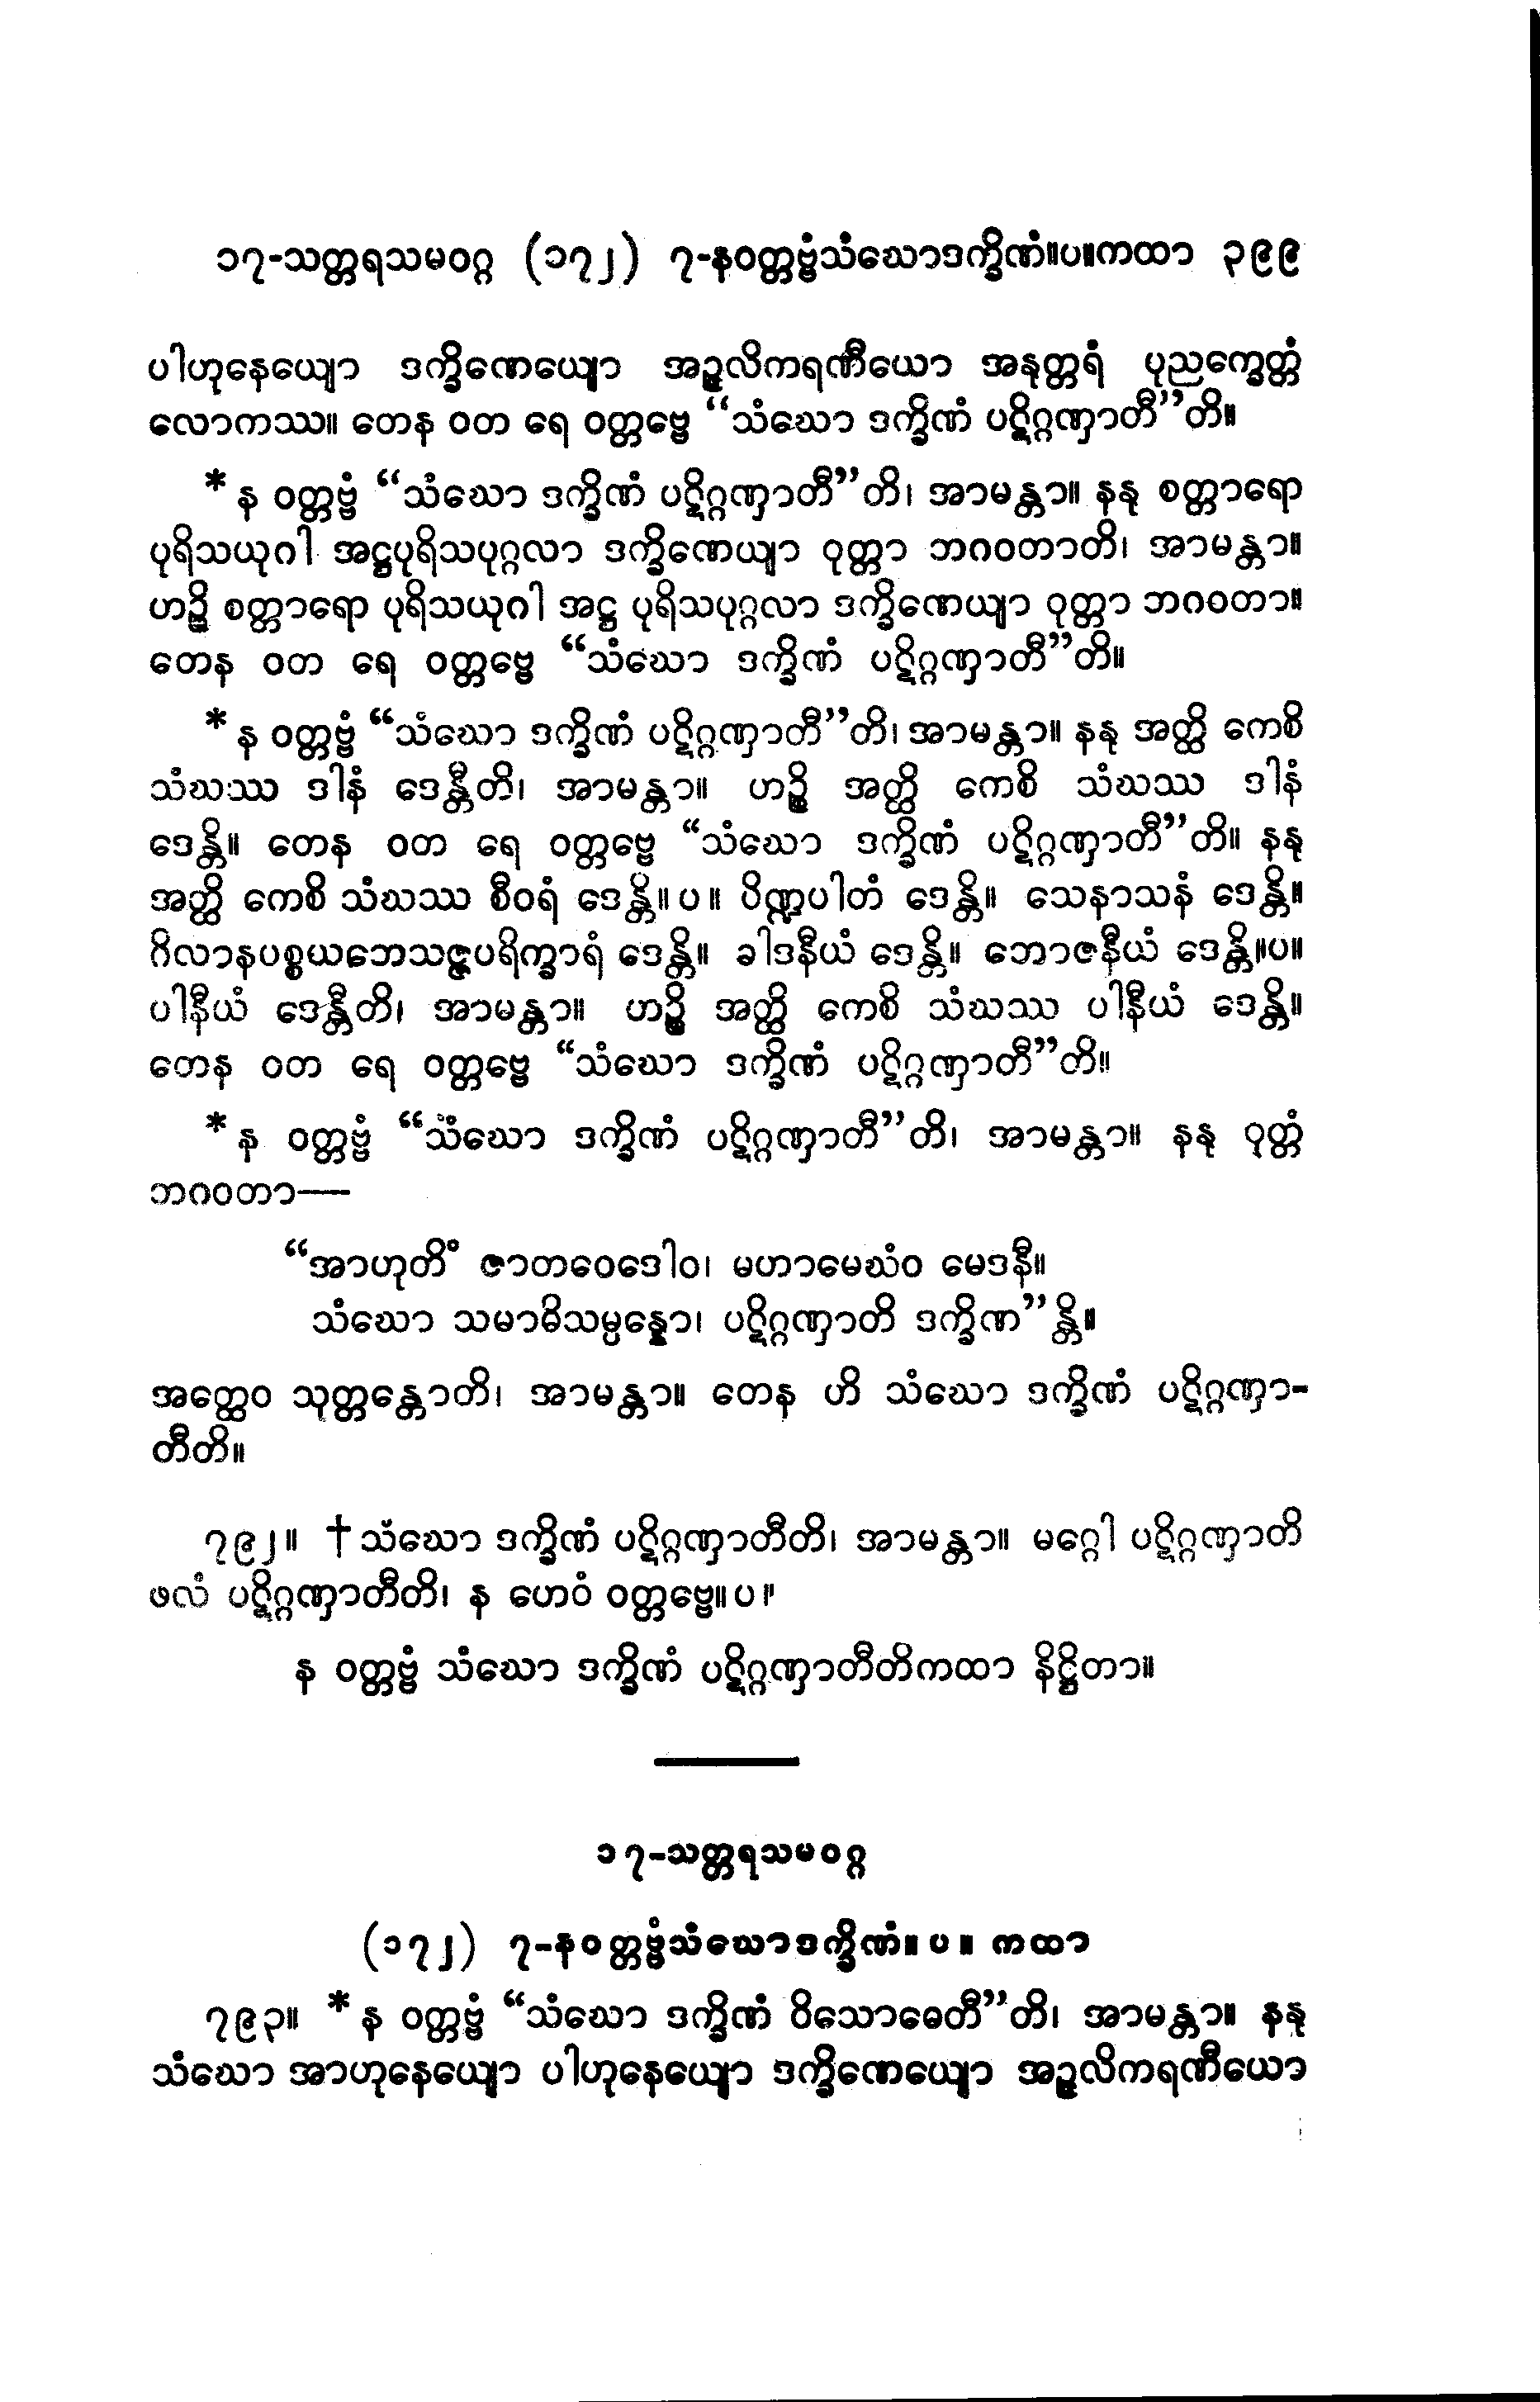 ၁၇-သတ္တရသမဝဂ္ဂ (၁၇၂) ၇-နဝတ္တဗ္ဗံသံဃောဒက္ခိဏံ။ပ။ကထာ ၃၉၉
ပါဟုနေယျော ဒက္ခိဏေယျော အဉ္ဇလိကရဏီယော အနုတ္တရံ ပုညက္ခေတ္တံ
လောကဿ။ တေန ဝတ ရေ ဝတ္တဗ္ဗေ “သံဃော ဒက္ခိဏံ ပဋိဂ္ဂဏှာတီ”တိ။
* န ဝတ္တဗ္ဗံ “သံဃော ဒက္ခိဏံ ပဋိဂ္ဂဏှာတီ”တိ၊ အာမန္တာ။ နနု စတ္တာရော
ပုရိသယုဂါ အဋ္ဌပုရိသပုဂ္ဂလာ ဒက္ခိဏေယျာ ဝုတ္တာ ဘဂဝတာတိ၊ အာမန္တာ။
ဟဉ္စိ စတ္တာရော ပုရိသယုဂါ အဋ္ဌ ပုရိသပုဂ္ဂလာ ဒက္ခိဏေယျာ ဝုတ္တာ ဘဂဝတာ။
တေန ဝတ ရေ ဝတ္တဗ္ဗေ “သံဃော ဒက္ခိဏံ ပဋိဂ္ဂဏှာတီ”တိ။
* န ဝတ္တဗ္ဗံ “သံဃော ဒက္ခိဏံ ပဋိဂ္ဂဏှာတီ”တိ၊ အာမန္တာ။ နနု အတ္ထိ ကေစိ
သံဃဿ ဒါနံ ဒေန္တီတိ၊ အာမန္တာ။ ဟဉ္စိ အတ္ထိ ကေစိ သံဃဿ ဒါနံ
ဒေန္တိ။ တေန ဝတ ရေ ဝတ္တဗ္ဗေ “သံဃော ဒက္ခိဏံ ပဋိဂ္ဂဏှာတီ”တိ။ နနု
အတ္ထိ ကေစိ သံဃဿ စီဝရံ ဒေန္တိ။ပ။ ပိဏ္ဍပါတံ ဒေန္တိ။ သေနာသနံ ဒေန္တိ။
ဂိလာနပစ္စယဘေသဇ္ဇပရိက္ခာရံ ဒေန္တိ။ ခါဒနီယံ ဒေန္တိ။ ဘောဇနီယံ ဒေန္တိ။ပ။
ပါနီယံ ဒေန္တီတိ၊ အာမန္တာ။ ဟဉ္စိ အတ္ထိ ကေစိ သံဃဿ ပါနီယံ ဒေန္တိ။
တေန ဝတ ရေ ဝတ္တဗ္ဗေ “သံဃော ဒက္ခိဏံ ပဋိဂ္ဂဏှာတီ”တိ။
* န ဝတ္တဗ္ဗံ “သံဃော ဒက္ခိဏံ ပဋိဂ္ဂဏှာတီ”တိ၊ အာမန္တာ။ နနု ဝုတ္တံ
ဘဂဝတာ—
“အာဟုတိံ ဇာတဝေဒေါဝ၊ မဟာမေဃံဝ မေဒနီ။
သံဃော သမာဓိသမ္ပန္နော၊ ပဋိဂ္ဂဏှာတိ ဒက္ခိဏ”န္တိ။
အတ္ထေဝ သုတ္တန္တောတိ၊ အာမန္တာ။ တေန ဟိ သံဃော ဒက္ခိဏံ ပဋိဂ္ဂဏှာ-
တီတိ။
၇၉၂။ †သံဃော ဒက္ခိဏံ ပဋိဂ္ဂဏှာတီတိ၊ အာမန္တာ။ မဂ္ဂေါ ပဋိဂ္ဂဏှာတိ
ဖလံ ပဋိဂ္ဂဏှာတီတိ၊ န ဟေဝံ ဝတ္တဗ္ဗေ။ပ။
န ဝတ္တဗ္ဗံ သံဃော ဒက္ခိဏံ ပဋိဂ္ဂဏှာတီတိကထာ နိဋ္ဌိတာ။
၁၇-သတ္တရသမဝဂ္ဂ
(၁၇၂) ၇-နဝတ္တဗ္ဗံသံဃောဒက္ခိဏံ။ ပ ။ ကထာ
၇၉၃။ * န ဝတ္တဗ္ဗံ “သံဃော ဒက္ခိဏံ ဝိသောဓေတီ”တိ၊ အာမန္တာ။ နနု
သံဃော အာဟုနေယျော ပါဟုနေယျော ဒက္ခိဏေယျော အဉ္ဇလိကရဏီယော